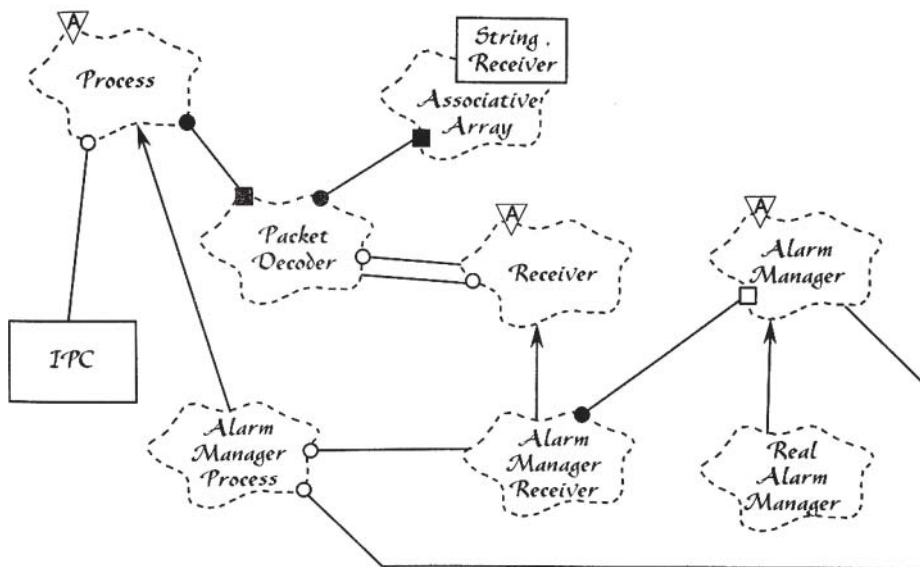 A
Process
String,
Receiver
Associative
Array
Packet
Decoder
A
Receiver
A
Alarm
Manager
IPC
Alarm
Manager
Process
Alarm
Manager
Receiver
Real
Alarm
Manager